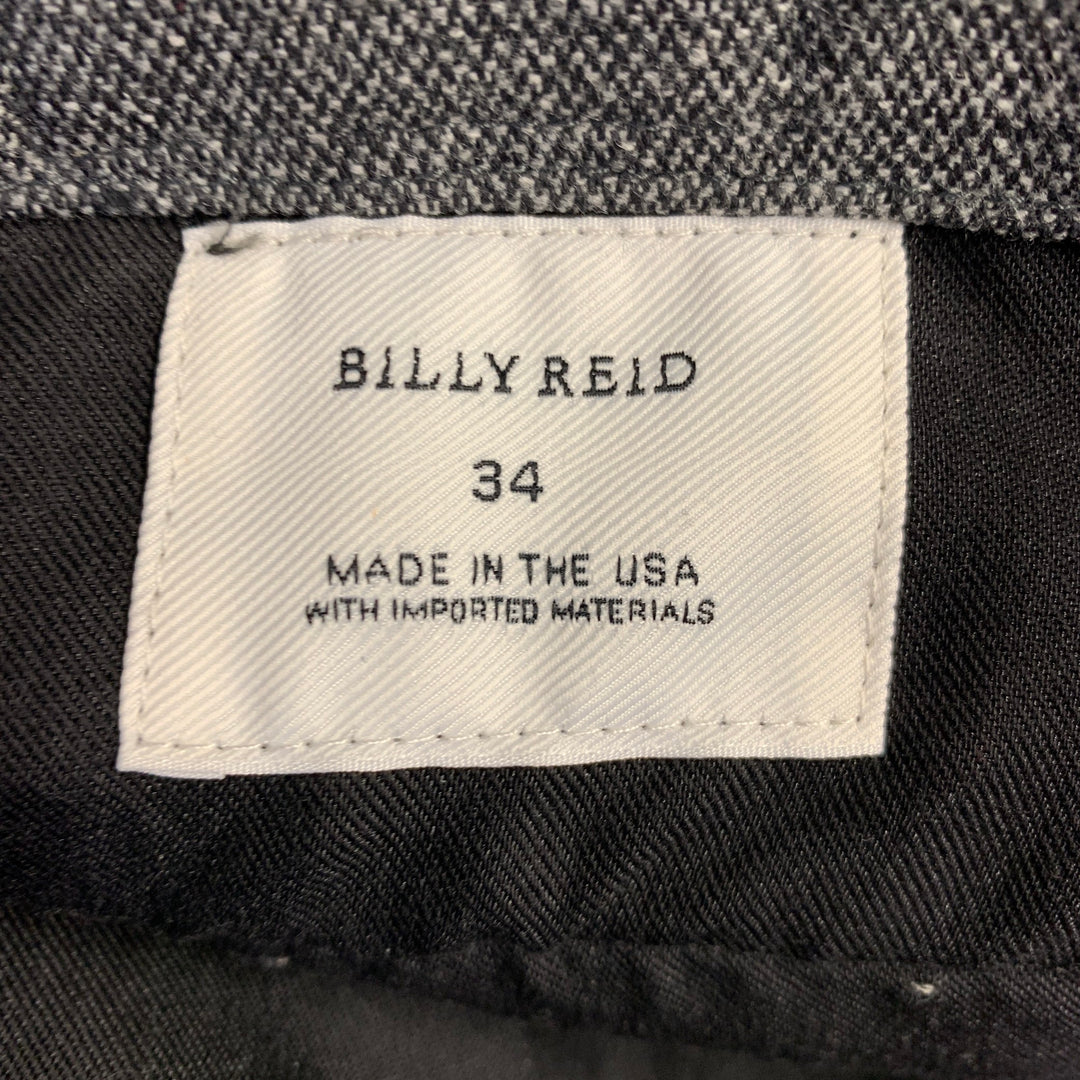 BILLY REID
34
MADE IN THE USA
WITH IMPORTED MATERIALS